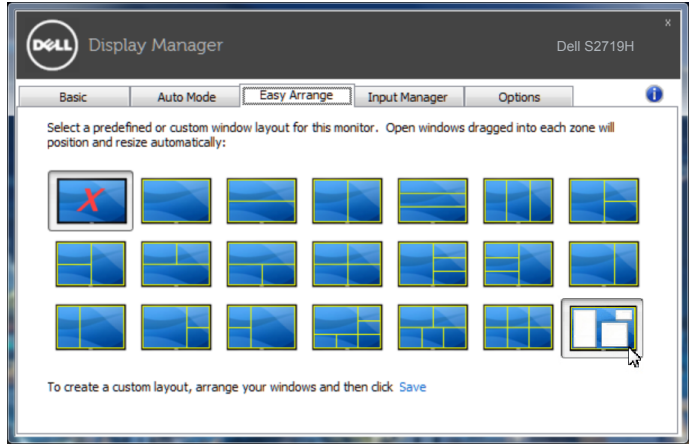 x
DELL Display Manager Dell S2719H
Basic Auto Mode Easy Arrange Input Manager Options i
Select a predefined or custom window layout for this monitor. Open windows dragged into each zone will
position and resize automatically:
X
To create a custom layout, arrange your windows and then click Save